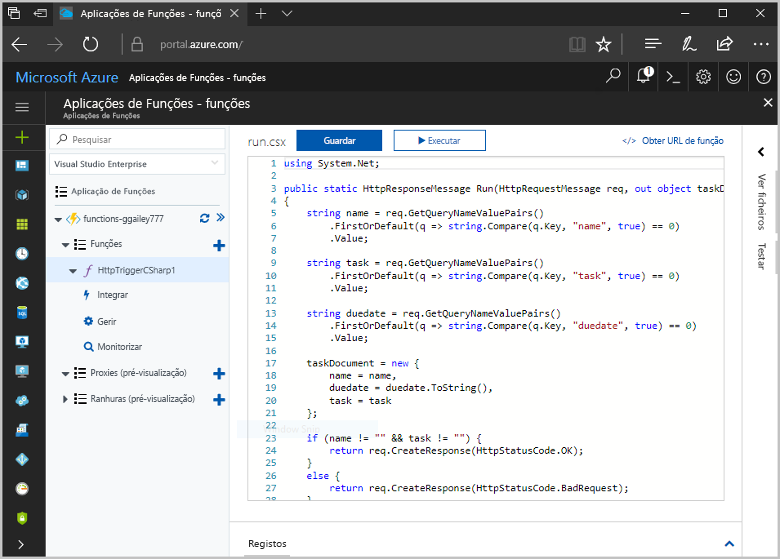 Aplicações de Funções - funçõ
portal.azure.com/
Microsoft Azure Aplicações de Funções - funções
1
Aplicações de Funções - funções
Aplicações de Funções
Pesquisar
Visual Studio Enterprise
Aplicação de Funções
functions-ggailey777
Funções
HttpTriggerCSharp1
Integrar
Gerir
Monitorizar
Proxies (pré-visualização)
Ranhuras (pré-visualização)
run.csx
Guardar
Executar
</> Obter URL de função
1 using System.Net;
2
3 public static HttpResponseMessage Run(HttpRequestMessage req, out object taskD
4 {
5 string name = req.GetQueryNameValuePairs()
6 .FirstOrDefault(q => string.Compare(q.Key, "name", true) == 0)
7 .Value;
8
9 string task = req.GetQueryNameValuePairs()
10 .FirstOrDefault(q => string.Compare(q.Key, "task", true) == 0)
11 .Value;
12
13 string duedate = req.GetQueryNameValuePairs()
14 .FirstOrDefault(q => string.Compare(q.Key, "duedate", true) == 0)
15 .Value;
16
17 taskDocument = new {
18 name = name,
19 duedate = duedate.ToString(),
20 task = task
21 };
22
23 if (name != "" && task != "") {
24 return req.CreateResponse(HttpStatusCode.OK);
25 }
26 else {
27 return req.CreateResponse(HttpStatusCode.BadRequest);
28 }
Window Snip
Ver ficheiros
Testar
Registos